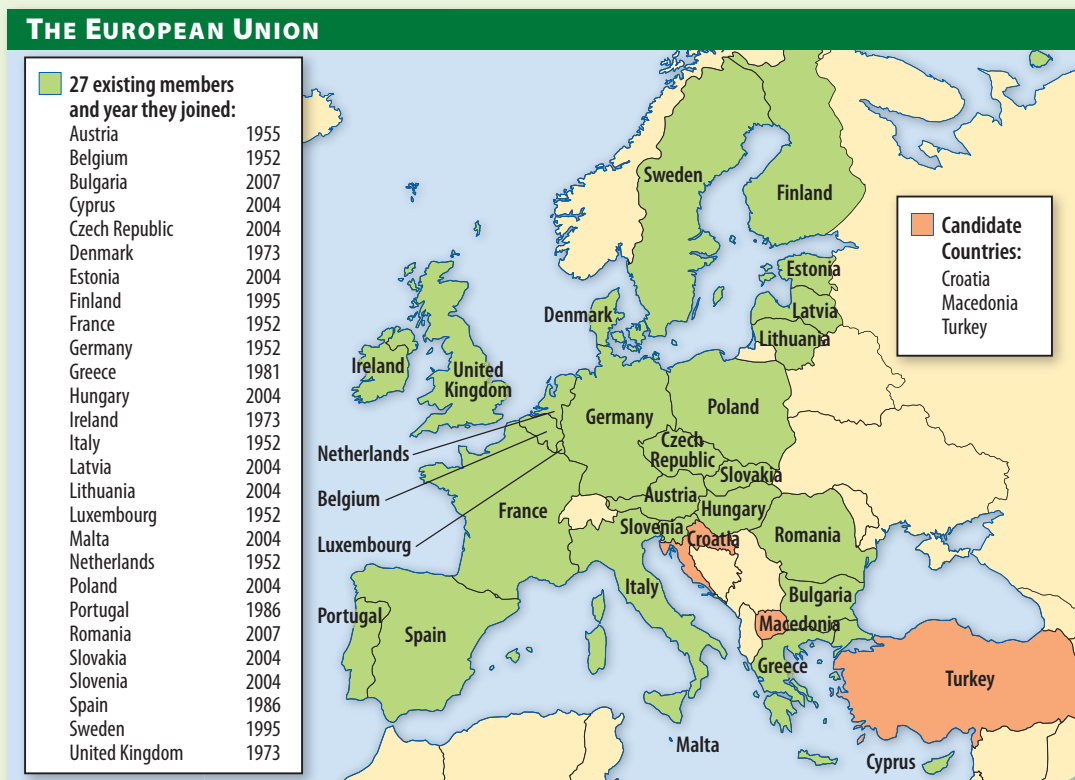 THE EUROPEAN UNION
27 existing members
and year they joined:
Austria 1955
Belgium 1952
Bulgaria 2007
Cyprus 2004
Czech Republic 2004
Denmark 1973
Estonia 2004
Finland 1995
France 1952
Germany 1952
Greece 1981
Hungary 2004
Ireland 1973
Italy 1952
Latvia 2004
Lithuania 2004
Luxembourg 1952
Malta 2004
Netherlands 1952
Poland 2004
Portugal 1986
Romania 2007
Slovakia 2004
Slovenia 2004
Spain 1986
Sweden 1995
United Kingdom 1973
Candidate
Countries:
Croatia
Macedonia
Turkey
Sweden
Finland
Estonia
Latvia
Lithuania
Denmark
Ireland
United
Kingdom
Netherlands
Belgium
Luxembourg
Germany
Poland
Czech
Republic
Slovakia
Austria
Hungary
France
Slovenia
Croatia
Romania
Italy
Bulgaria
Portugal
Spain
Macedonia
Greece
Turkey
Malta
Cyprus